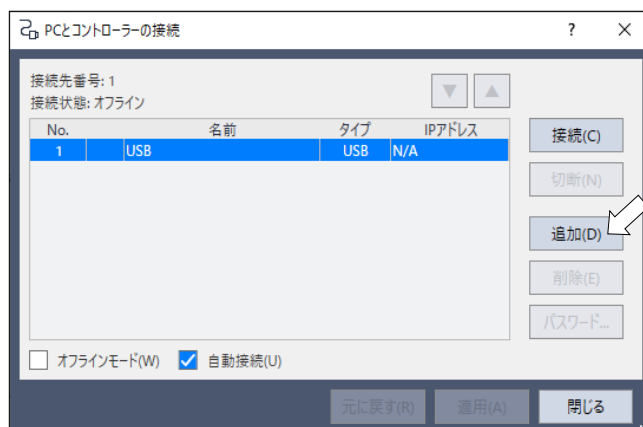 PCとコントローラーの接続
接続先番号: 1
接続状態: オフライン
No. 名前 タイプ IPアドレス
1 USB USB N/A
接続(C)
切断(N)
追加(D)
削除(E)
パスワード...
オフラインモード(W) 自動接続(U)
元に戻す(R) 適用(A) 閉じる